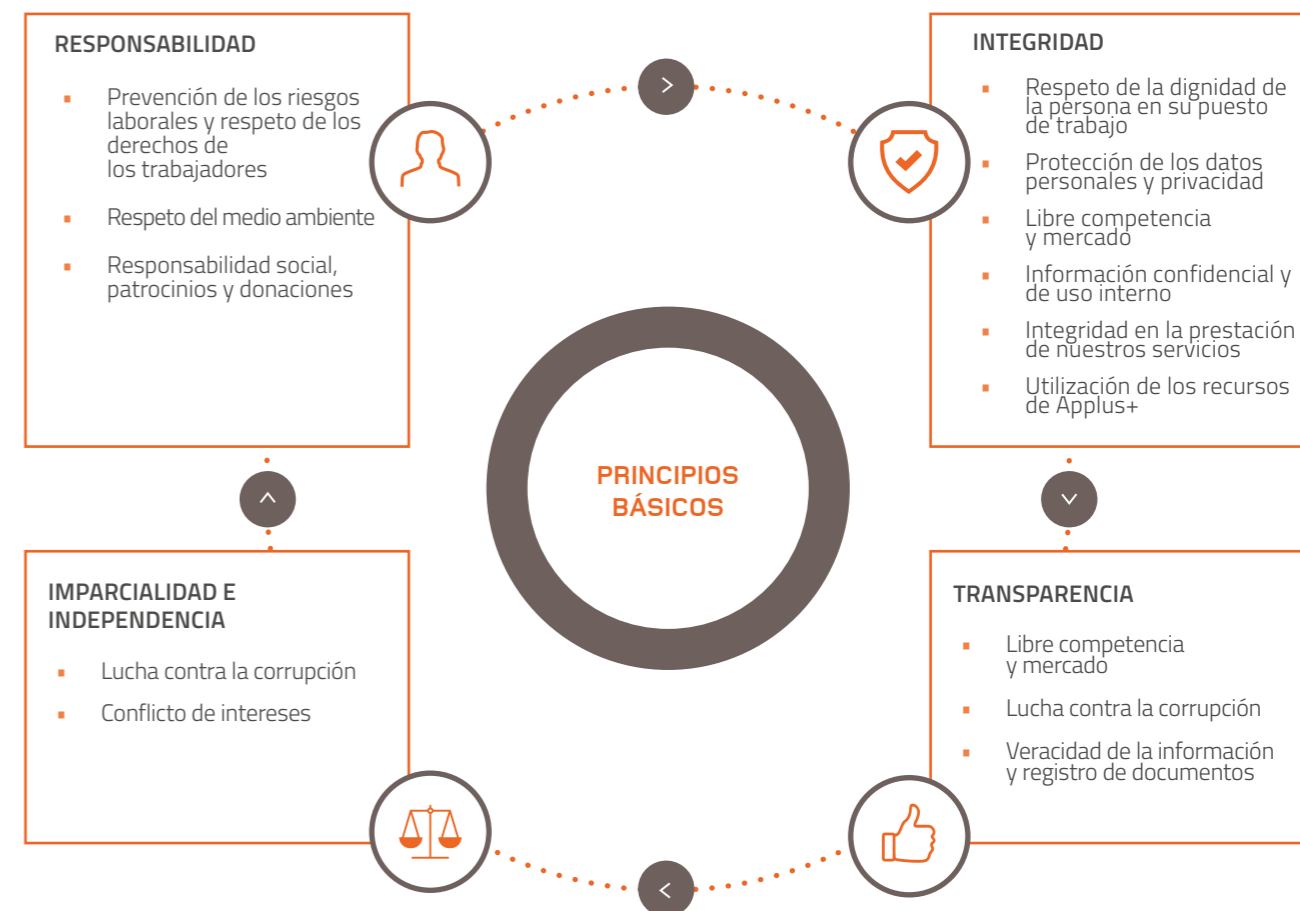 RESPONSABILIDAD
Prevención de los riesgos
laborales y respeto de los
derechos de
los trabajadores
Respeto del medio ambiente
Responsabilidad social,
patrocinios y donaciones
INTEGRIDAD
Respeto de la dignidad de
la persona en su puesto
de trabajo
Protección de los datos
personales y privacidad
Libre competencia
y mercado
Información confidencial y
de uso interno
Integridad en la prestación
de nuestros servicios
Utilización de los recursos
de Applus+
PRINCIPIOS
BÁSICOS
IMPARCIALIDAD E
INDEPENDENCIA
Lucha contra la corrupción
Conflicto de intereses
TRANSPARENCIA
Libre competencia
y mercado
Lucha contra la corrupción
Veracidad de la información
y registro de documentos